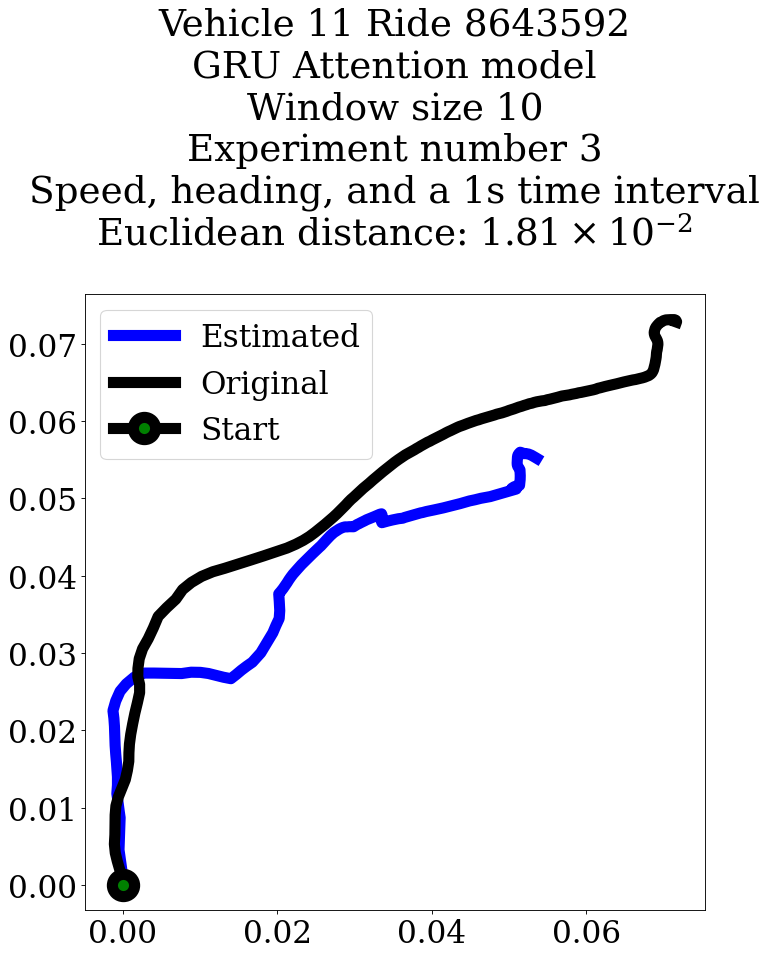 Vehicle 11 Ride 8643592
GRU Attention model
Window size 10
Experiment number 3
Speed, heading, and a 1s time interval
Euclidean distance: 1.81 × 10⁻²
Estimated
Original
Start
0.07
0.06
0.05
0.04
0.03
0.02
0.01
0.00
0.00 0.02 0.04 0.06